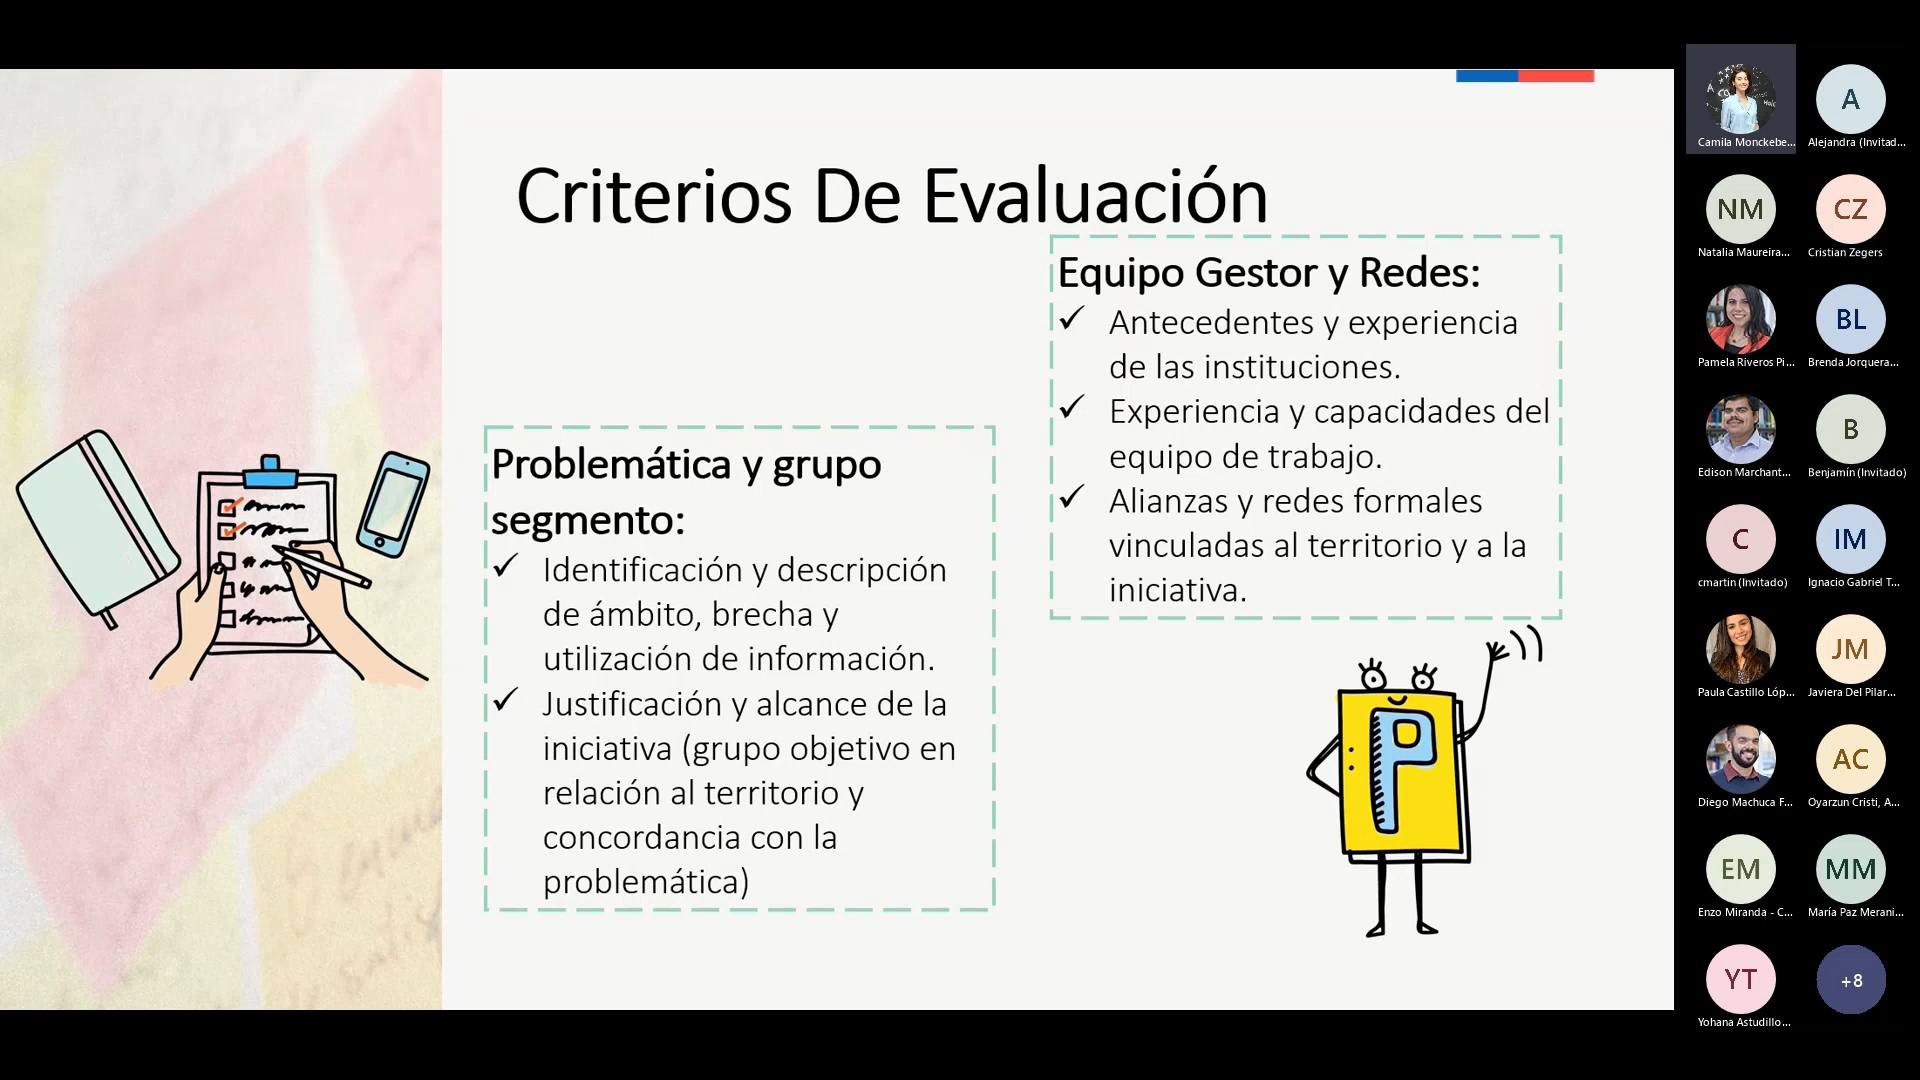 Criterios De Evaluación
Equipo Gestor y Redes:
✓ Antecedentes y experiencia
de las instituciones.
✓ Experiencia y capacidades del
equipo de trabajo.
✓ Alianzas y redes formales
vinculadas al territorio y a la
iniciativa.
Problemática y grupo
segmento:
✓ Identificación y descripción
de ámbito, brecha y
utilización de información.
✓ Justificación y alcance de la
iniciativa (grupo objetivo en
relación al territorio y
concordancia con la
problemática)
P
Camila Monckebe...
A
Alejandra (Invitad...
NM
Natalia Maureira...
CZ
Cristian Zegers
Pamela Riveros Pi...
BL
Brenda Jorquera...
Edison Marchant...
B
Benjamín (Invitado)
C
cmartin (Invitado)
IM
Ignacio Gabriel T...
Paula Castillo Lóp...
JM
Javiera Del Pilar...
Diego Machuca F...
AC
Oyarzun Cristi, A...
EM
Enzo Miranda - C...
MM
María Paz Merani...
YT
Yohana Astudillo...
+8